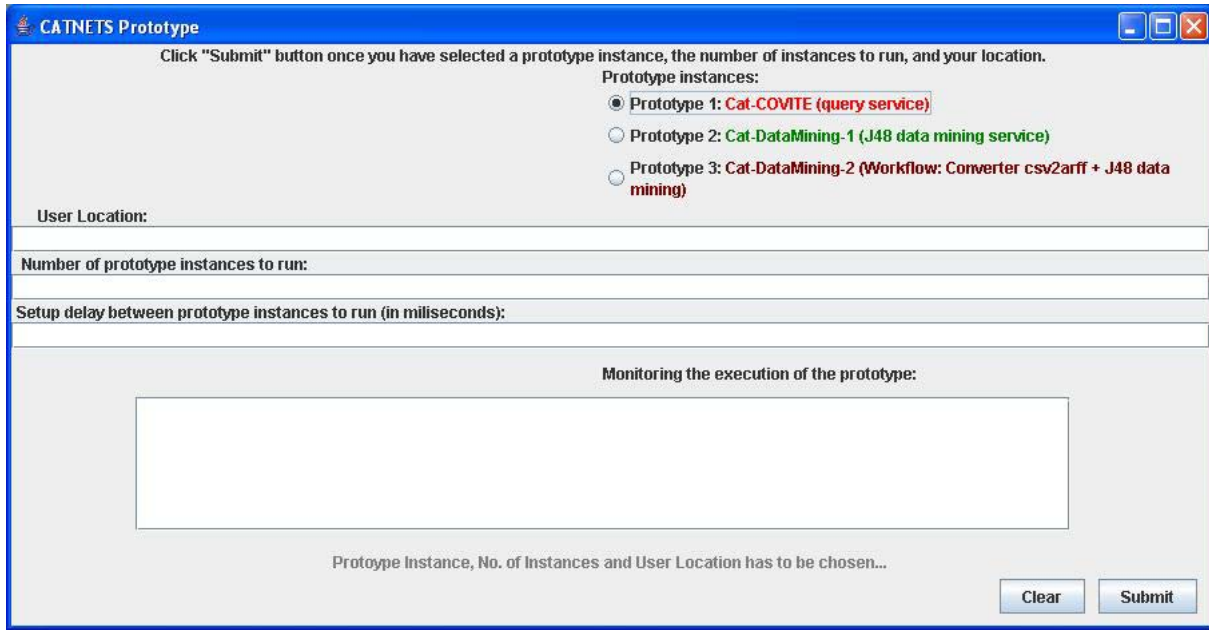 CATNETS Prototype
Click "Submit" button once you have selected a prototype instance, the number of instances to run, and your location.
Prototype instances:
Prototype 1: Cat-COVITE (query service)
Prototype 2: Cat-DataMining-1 (J48 data mining service)
Prototype 3: Cat-DataMining-2 (Workflow: Converter csv2arff + J48 data
mining)
User Location:
Number of prototype instances to run:
Setup delay between prototype instances to run (in miliseconds):
Monitoring the execution of the prototype:
Protoype Instance, No. of Instances and User Location has to be chosen...
Clear
Submit